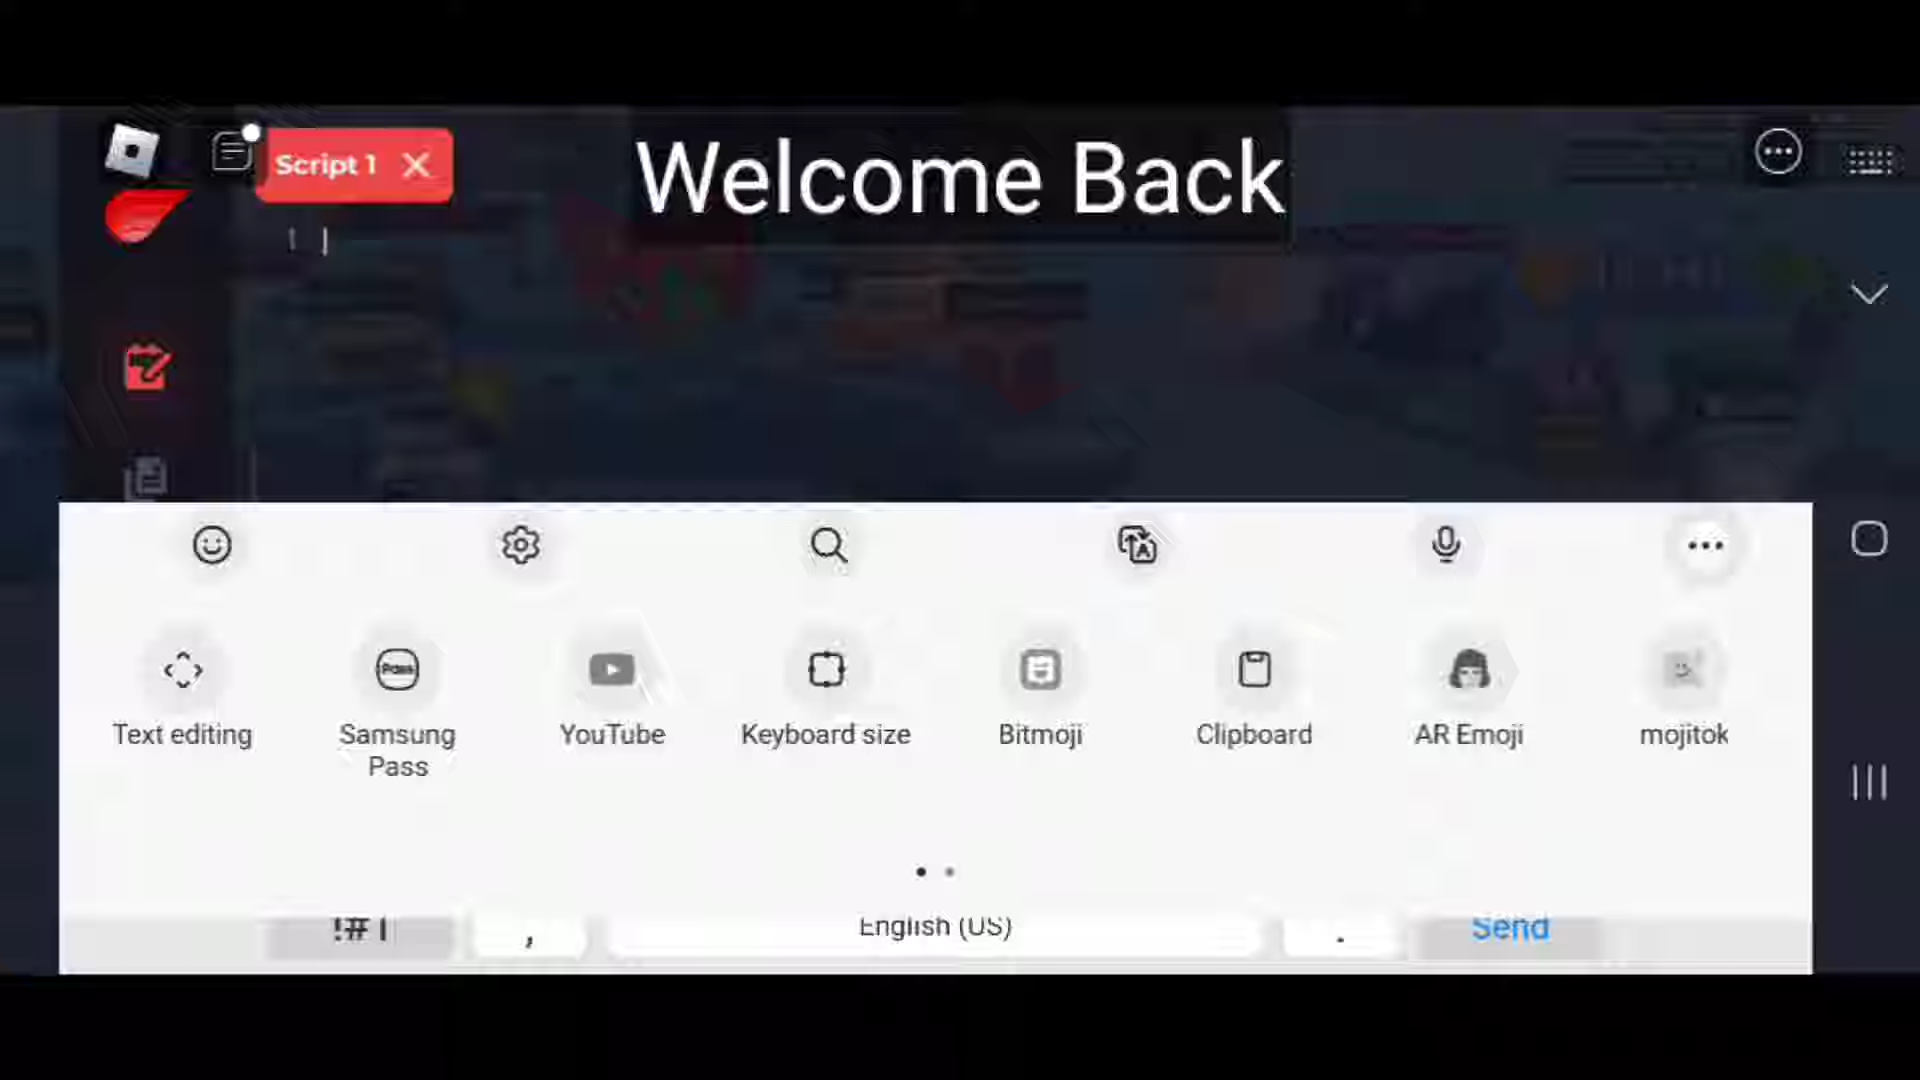 Script 1
Welcome Back
Text editing
Samsung
Pass
YouTube
Keyboard size
Bitmoji
Clipboard
AR Emoji
mojitok
Pass
!#1
,
English (US)
.
Send